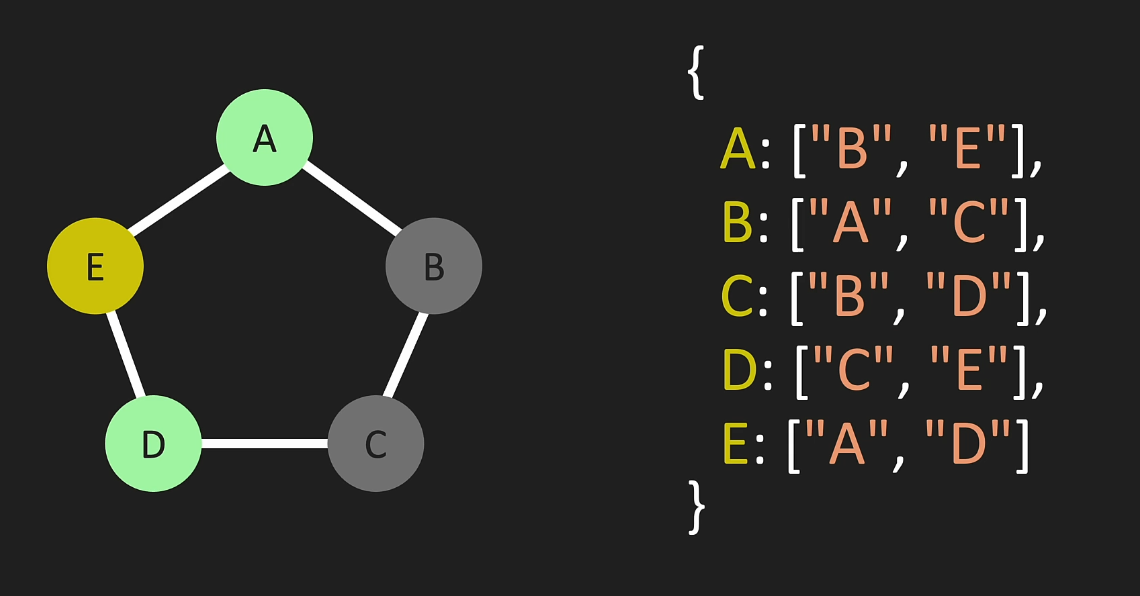 A
E
B
D
C
{
A: ["B", "E"],
B: ["A", "C"],
C: ["B", "D"],
D: ["C", "E"],
E: ["A", "D"]
}